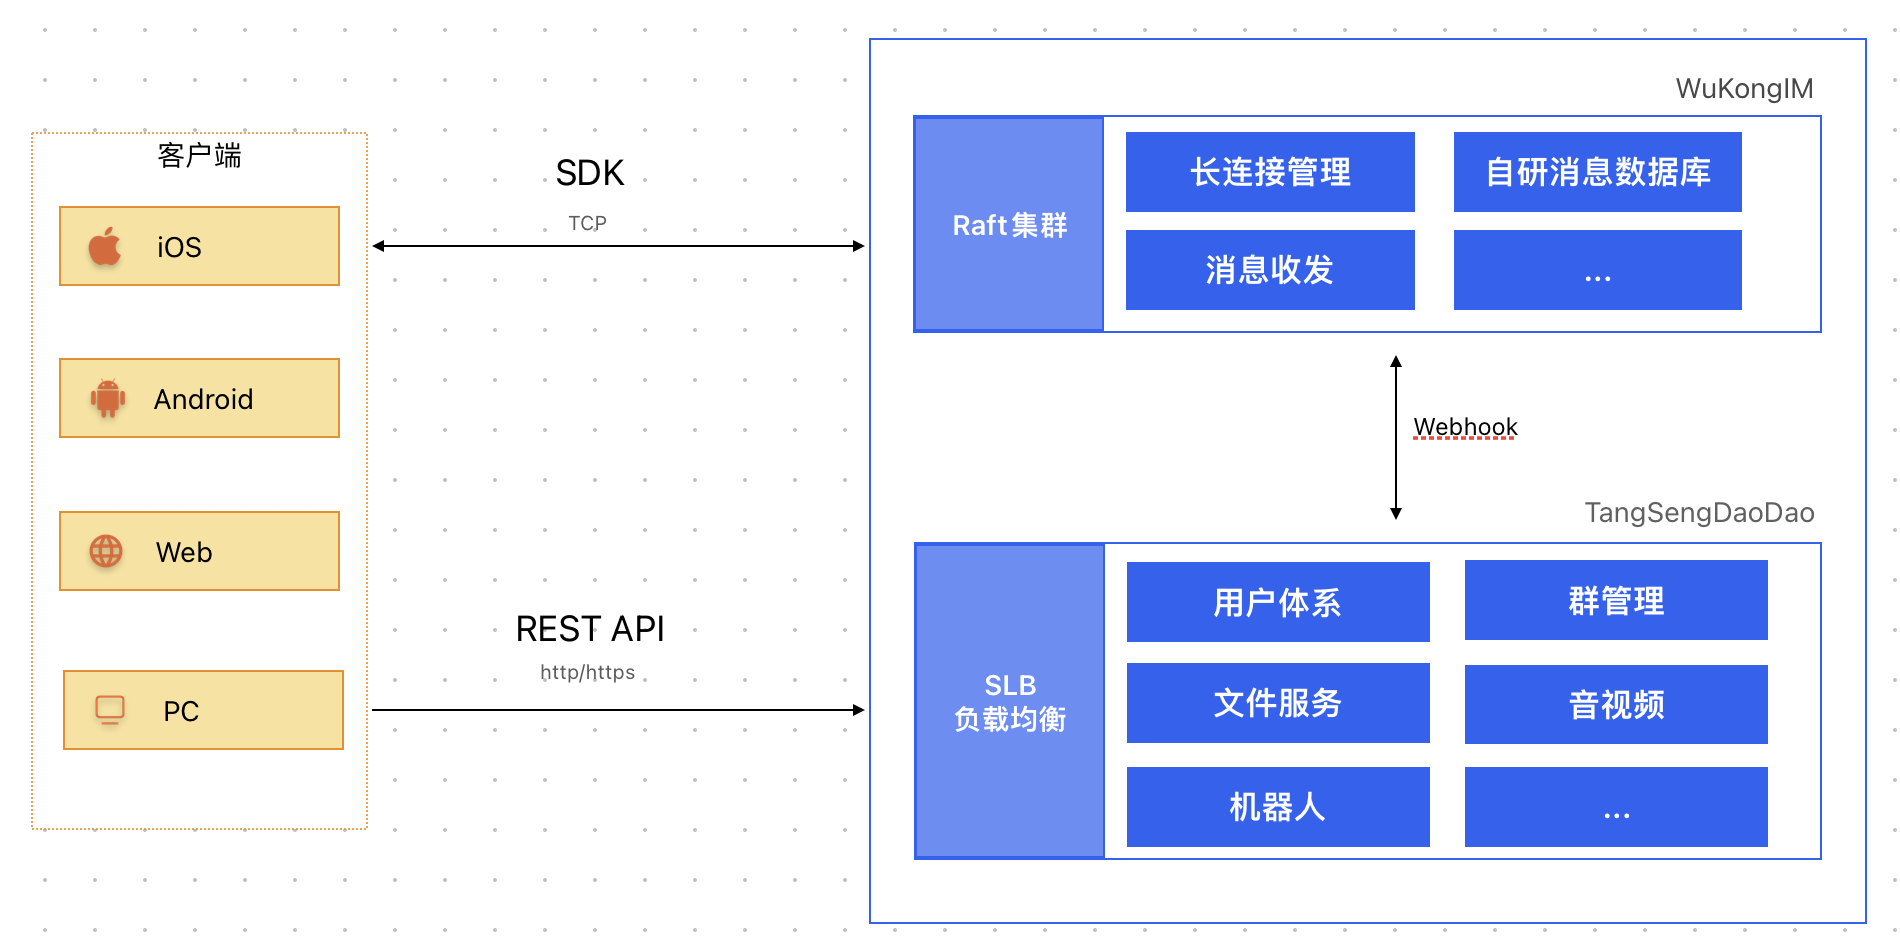 客户端
iOS
Android
Web
PC
SDK
TCP
REST API
http/https
WuKongIM
Raft集群
长连接管理
自研消息数据库
消息收发
...
Webhook
TangSengDaoDao
SLB
负载均衡
用户体系
群管理
文件服务
音视频
机器人
...